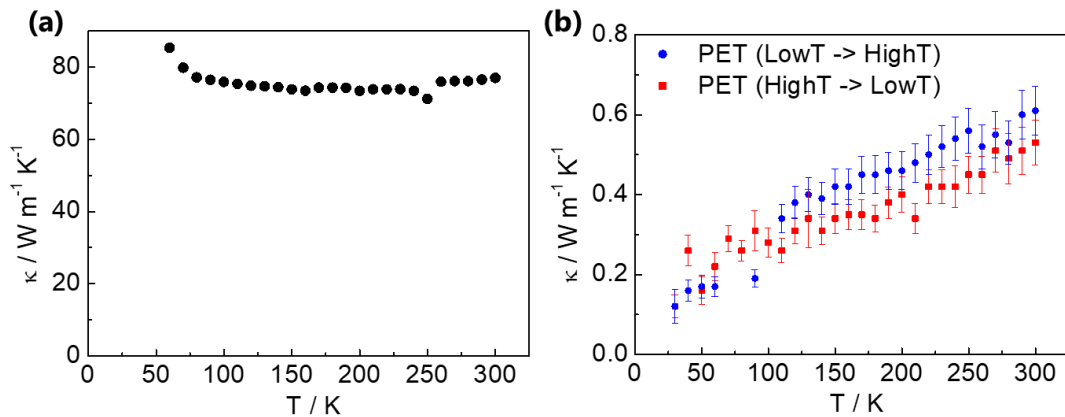 (a)
κ / W m⁻¹ K⁻¹
80
60
40
20
0
0 50 100 150 200 250 300
T / K
(b)
PET (LowT -> HighT)
PET (HighT -> LowT)
κ / W m⁻¹ K⁻¹
0.8
0.6
0.4
0.2
0.0
0 50 100 150 200 250 300
T / K